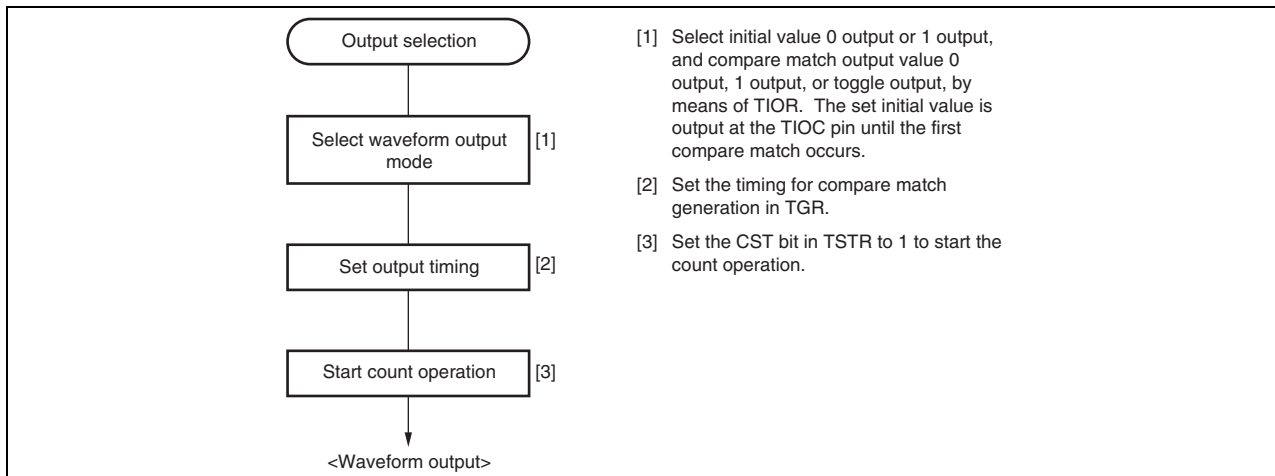 Output selection
Select waveform output
mode
[1]
Set output timing
[2]
Start count operation
[3]
<Waveform output>
[1] Select initial value 0 output or 1 output,
and compare match output value 0
output, 1 output, or toggle output, by
means of TIOR. The set initial value is
output at the TIOC pin until the first
compare match occurs.
[2] Set the timing for compare match
generation in TGR.
[3] Set the CST bit in TSTR to 1 to start the
count operation.